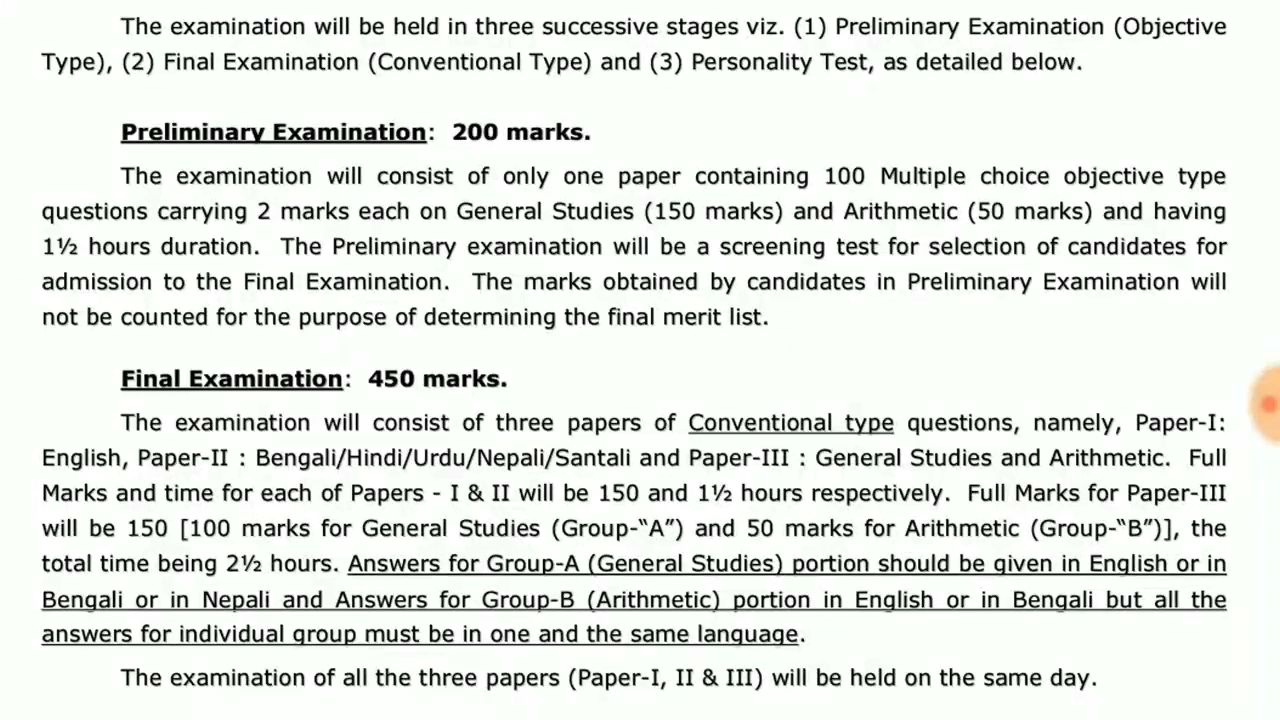 The examination will be held in three successive stages viz. (1) Preliminary Examination (Objective
Type), (2) Final Examination (Conventional Type) and (3) Personality Test, as detailed below.
Preliminary Examination: 200 marks.
The examination will consist of only one paper containing 100 Multiple choice objective type
questions carrying 2 marks each on General Studies (150 marks) and Arithmetic (50 marks) and having
1½ hours duration. The Preliminary examination will be a screening test for selection of candidates for
admission to the Final Examination. The marks obtained by candidates in Preliminary Examination will
not be counted for the purpose of determining the final merit list.
Final Examination: 450 marks.
The examination will consist of three papers of Conventional type questions, namely, Paper-I:
English, Paper-II : Bengali/Hindi/Urdu/Nepali/Santali and Paper-III : General Studies and Arithmetic. Full
Marks and time for each of Papers - I & II will be 150 and 1½ hours respectively. Full Marks for Paper-III
will be 150 [100 marks for General Studies (Group-“A”) and 50 marks for Arithmetic (Group-“B”)], the
total time being 2½ hours. Answers for Group-A (General Studies) portion should be given in English or in
Bengali or in Nepali and Answers for Group-B (Arithmetic) portion in English or in Bengali but all the
answers for individual group must be in one and the same language.
The examination of all the three papers (Paper-I, II & III) will be held on the same day.